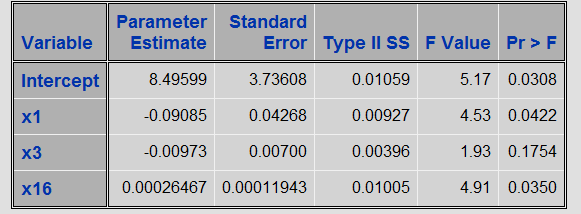 Variable Parameter Estimate Standard Error Type II SS F Value Pr > F
Intercept 8.49599 3.73608 0.01059 5.17 0.0308
x1 -0.09085 0.04268 0.00927 4.53 0.0422
x3 -0.00973 0.00700 0.00396 1.93 0.1754
x16 0.00026467 0.00011943 0.01005 4.91 0.0350